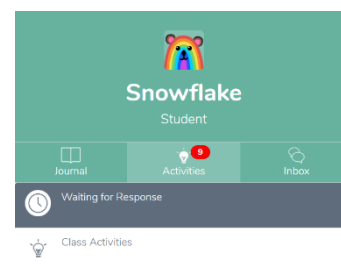 Snowflake
Student
9
Journal Activities Inbox
Waiting for Response
Class Activities